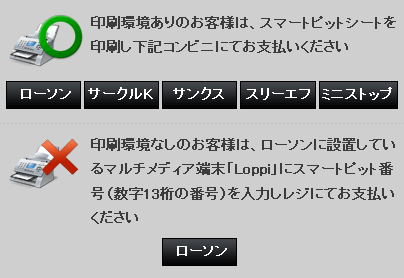 印刷環境ありのお客様は、スマートピットシートを
印刷し下記コンビニにてお支払いください
ローソン サークルK サンクス スリーエフ ミニストップ
印刷環境なしのお客様は、ローソンに設置してい
るマルチメディア端末「Loppi」にスマートピット番
号（数字13桁の番号）を入力しレジにてお支払い
ください
ローソン